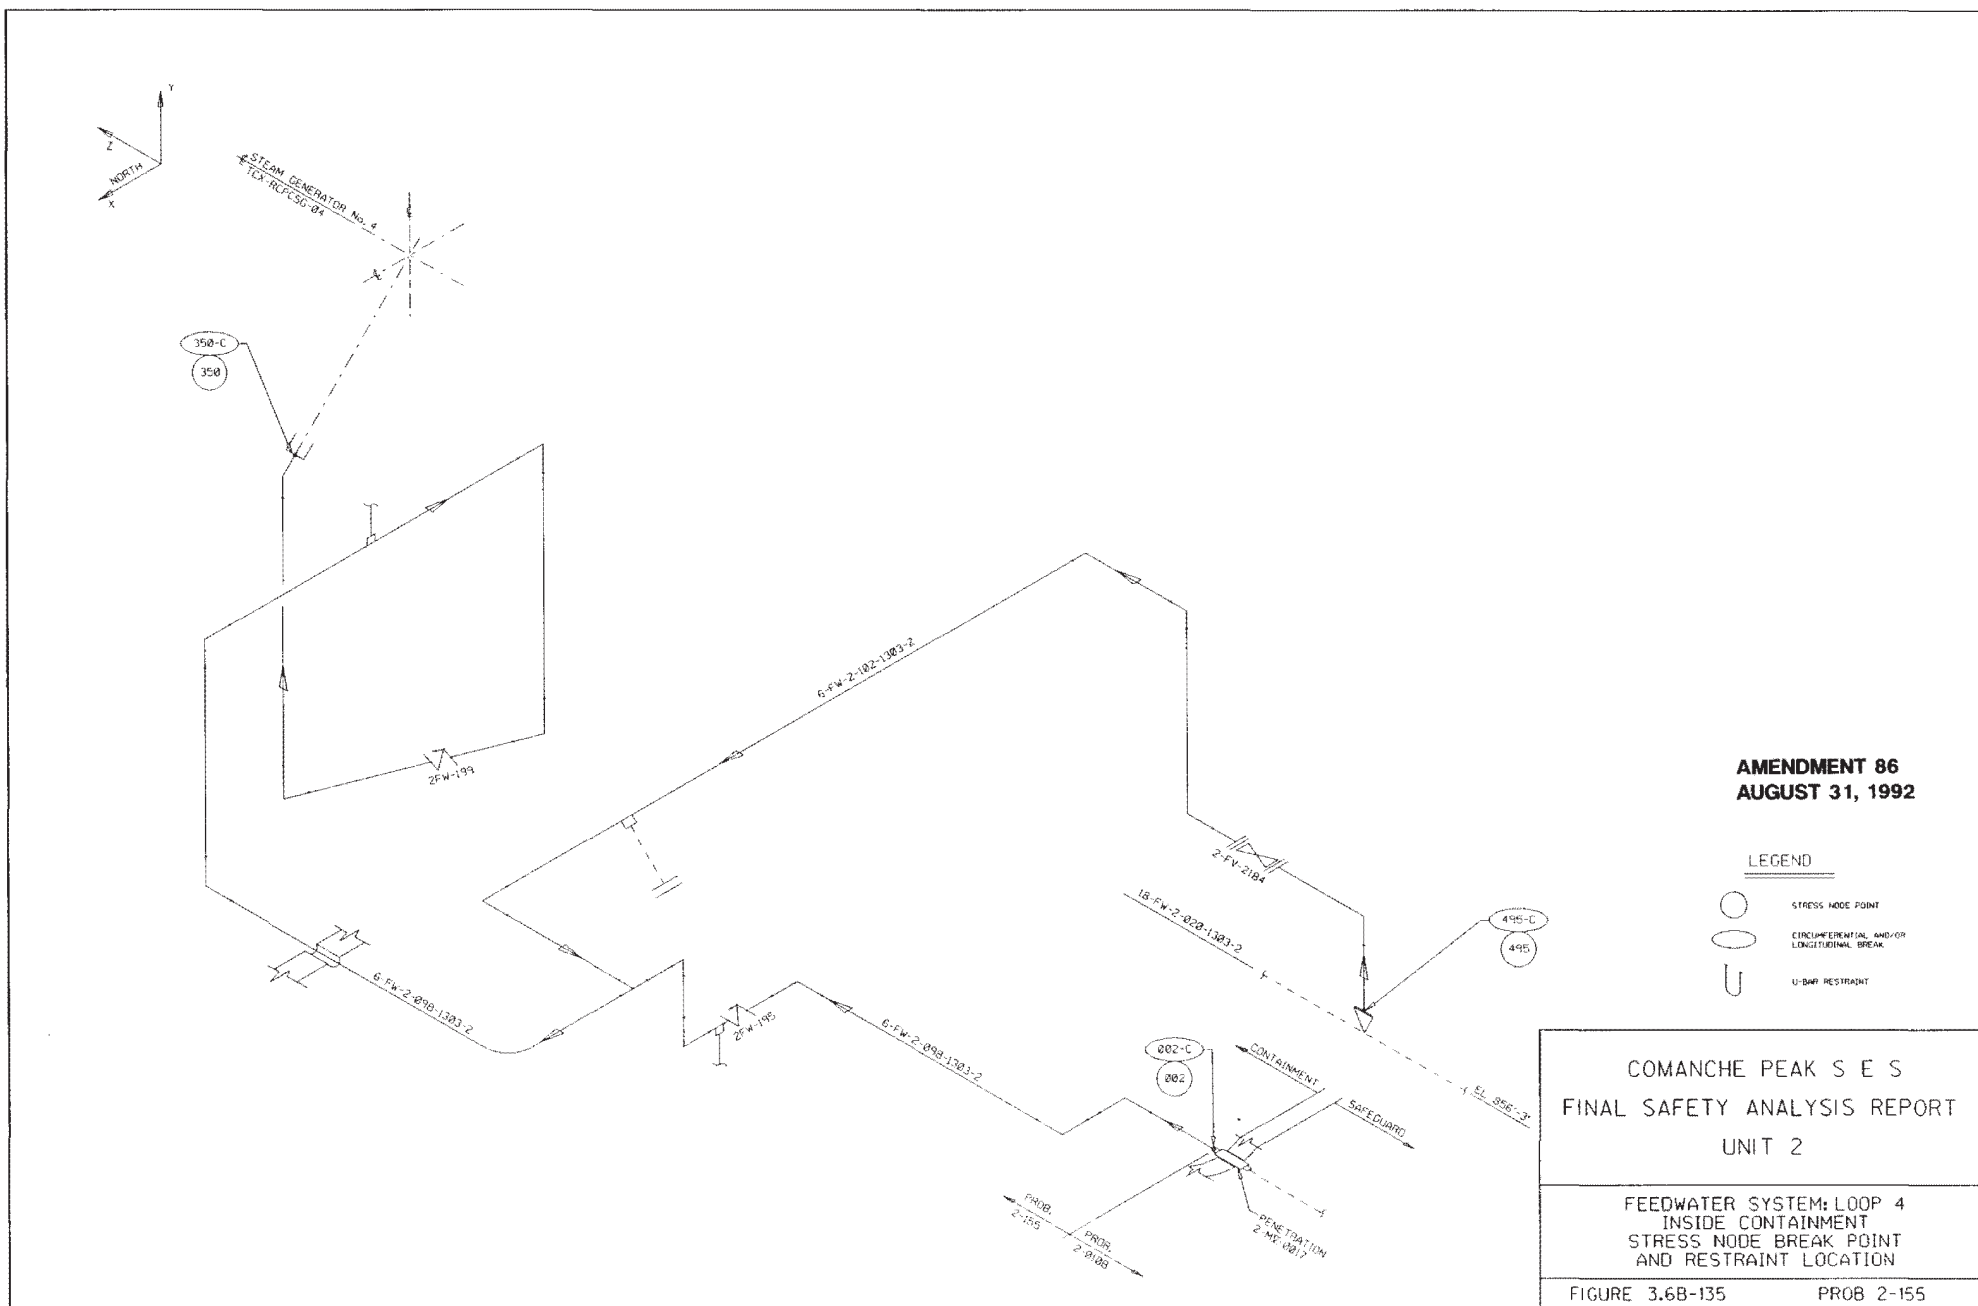 Y
Z
NORTH
X
STEAM GENERATOR No. 4
TCX-RCPCSG-04
350-C
350
2FW-199
6-FW-2-102-1303-2
6-FW-2-098-1303-2
2FW-195
6-FW-2-098-1303-2
2-FV-2184
18-FW-2-020-1303-2
495-C
495
EL. 856'-3"
002-C
002
CONTAINMENT
SAFEGUARD
PENETRATION
2-MX-0017
PROB.
2-155
PROB.
2-010B
AMENDMENT 86
AUGUST 31, 1992
LEGEND
STRESS NODE POINT
CIRCUMFERENTIAL AND/OR
LONGITUDINAL BREAK
U-BAR RESTRAINT
COMANCHE PEAK S E S
FINAL SAFETY ANALYSIS REPORT
UNIT 2
FEEDWATER SYSTEM: LOOP 4
INSIDE CONTAINMENT
STRESS NODE BREAK POINT
AND RESTRAINT LOCATION
FIGURE 3.6B-135 PROB 2-155